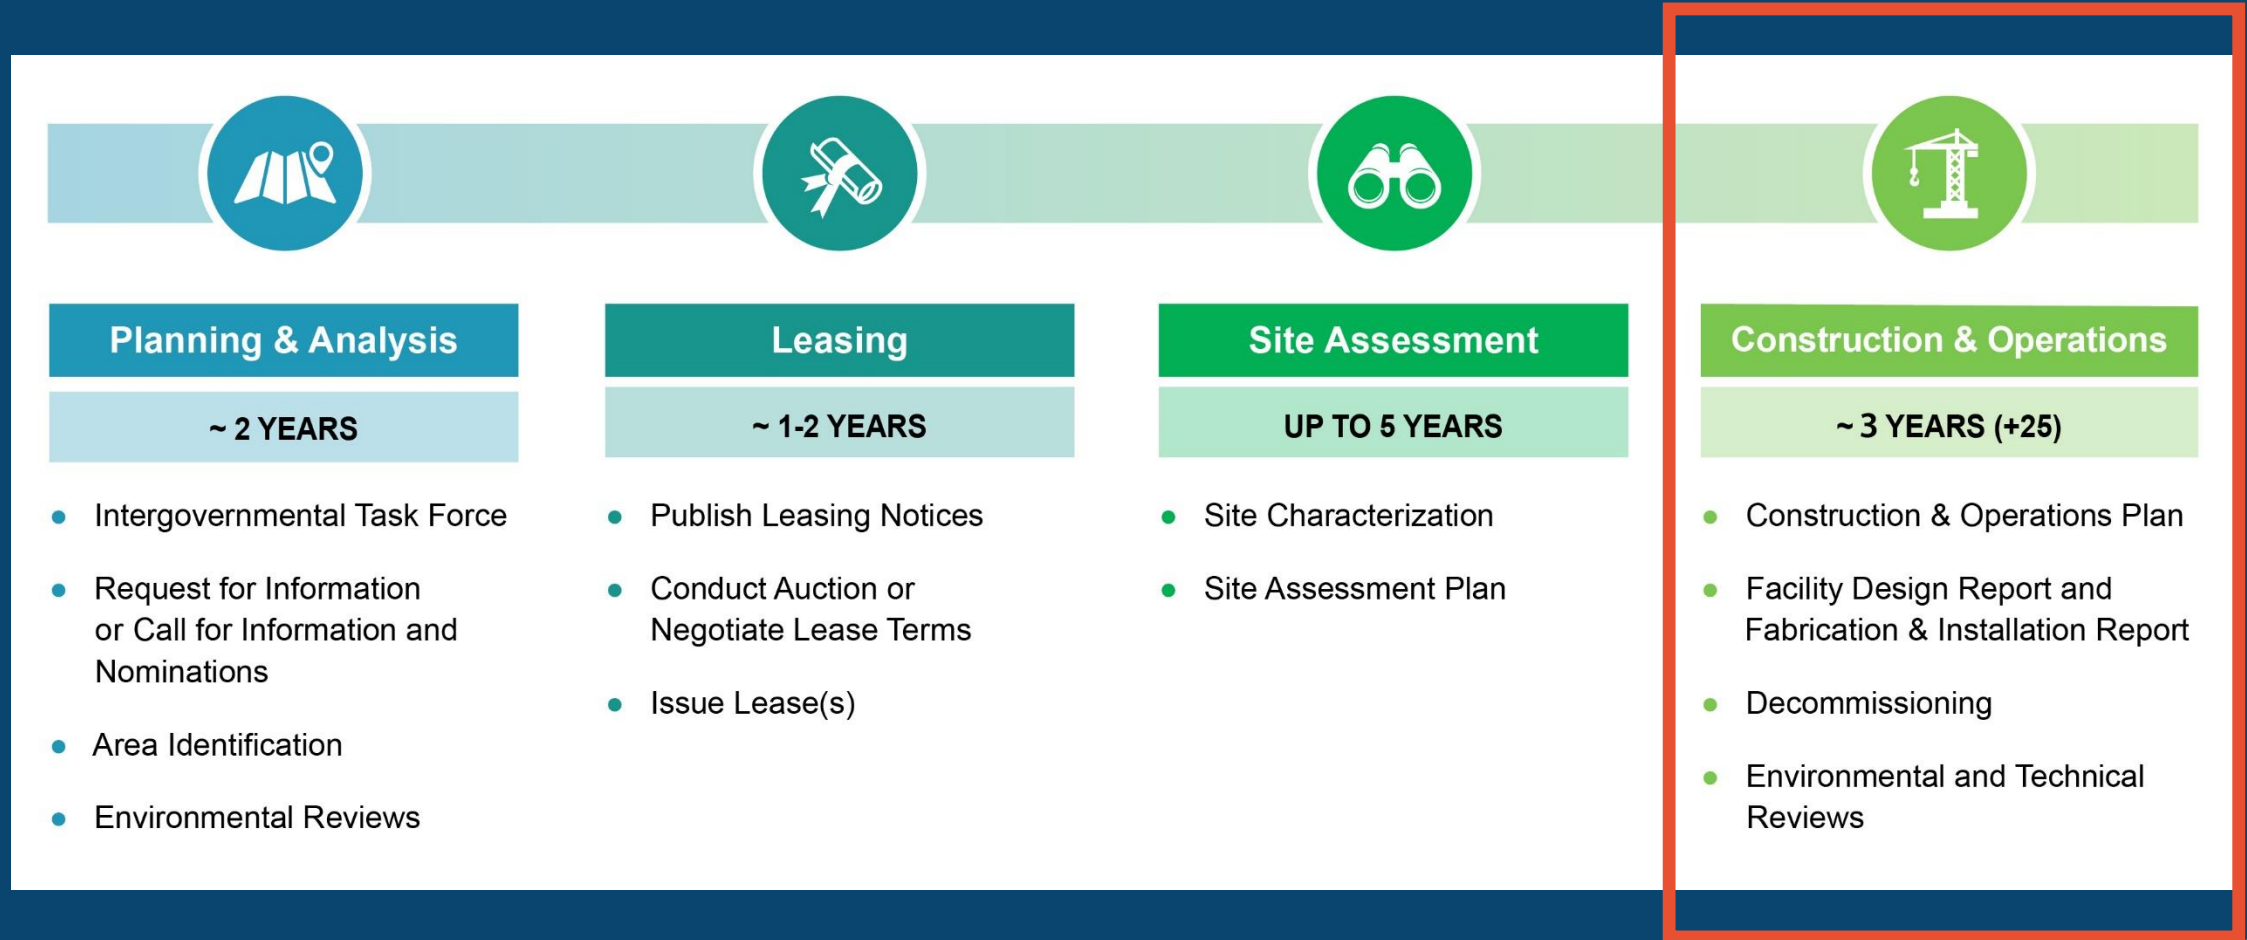 Planning & Analysis
~ 2 YEARS
Intergovernmental Task Force
Request for Information
or Call for Information and
Nominations
Area Identification
Environmental Reviews
Leasing
~ 1-2 YEARS
Publish Leasing Notices
Conduct Auction or
Negotiate Lease Terms
Issue Lease(s)
Site Assessment
UP TO 5 YEARS
Site Characterization
Site Assessment Plan
Construction & Operations
~ 3 YEARS (+25)
Construction & Operations Plan
Facility Design Report and
Fabrication & Installation Report
Decommissioning
Environmental and Technical
Reviews